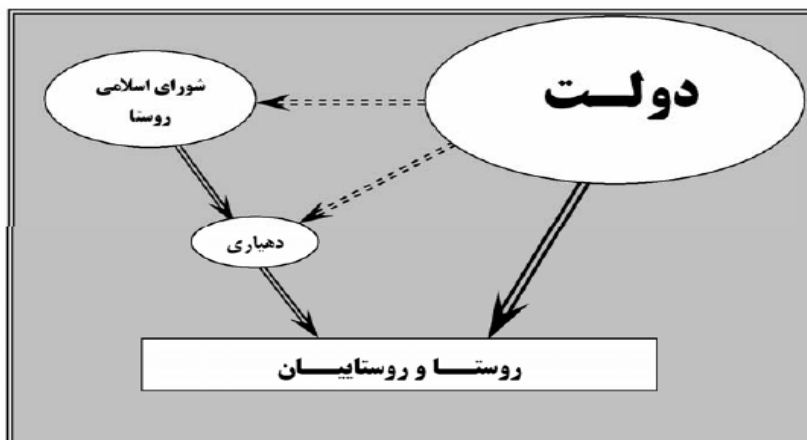 دولـــت
شورای اسلامی
روستا
دهیاری
روستـــا و روستاییـــان